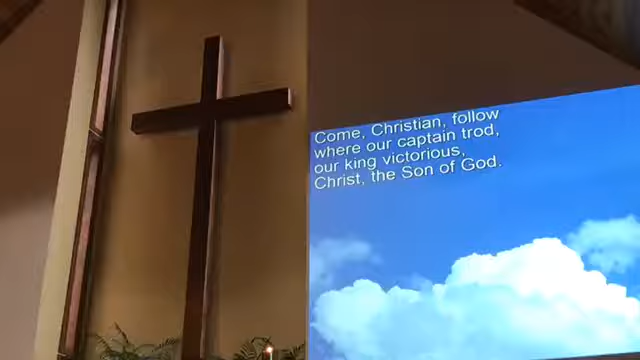 Come, Christian, follow
where our captain trod,
our king victorious,
Christ, the Son of God.